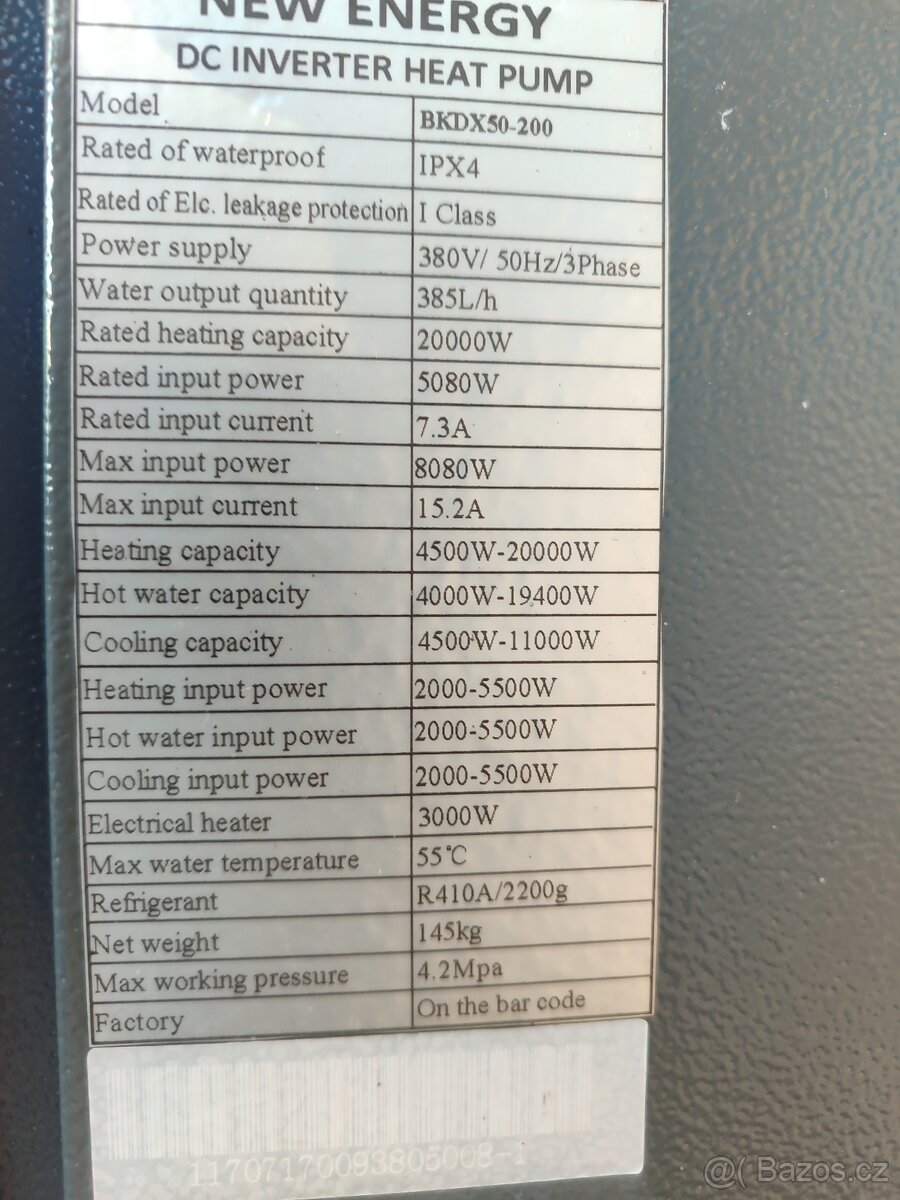 NEW ENERGY
DC INVERTER HEAT PUMP
Model BKDX50-200
Rated of waterproof IPX4
Rated of Elc. leakage protection I Class
Power supply 380V/ 50Hz/3Phase
Water output quantity 385L/h
Rated heating capacity 20000W
Rated input power 5080W
Rated input current 7.3A
Max input power 8080W
Max input current 15.2A
Heating capacity 4500W-20000W
Hot water capacity 4000W-19400W
Cooling capacity 4500W-11000W
Heating input power 2000-5500W
Hot water input power 2000-5500W
Cooling input power 2000-5500W
Electrical heater 3000W
Max water temperature 55℃
Refrigerant R410A/2200g
Net weight 145kg
Max working pressure 4.2Mpa
Factory On the bar code
11707170093805008-1
@( Bazos.cz